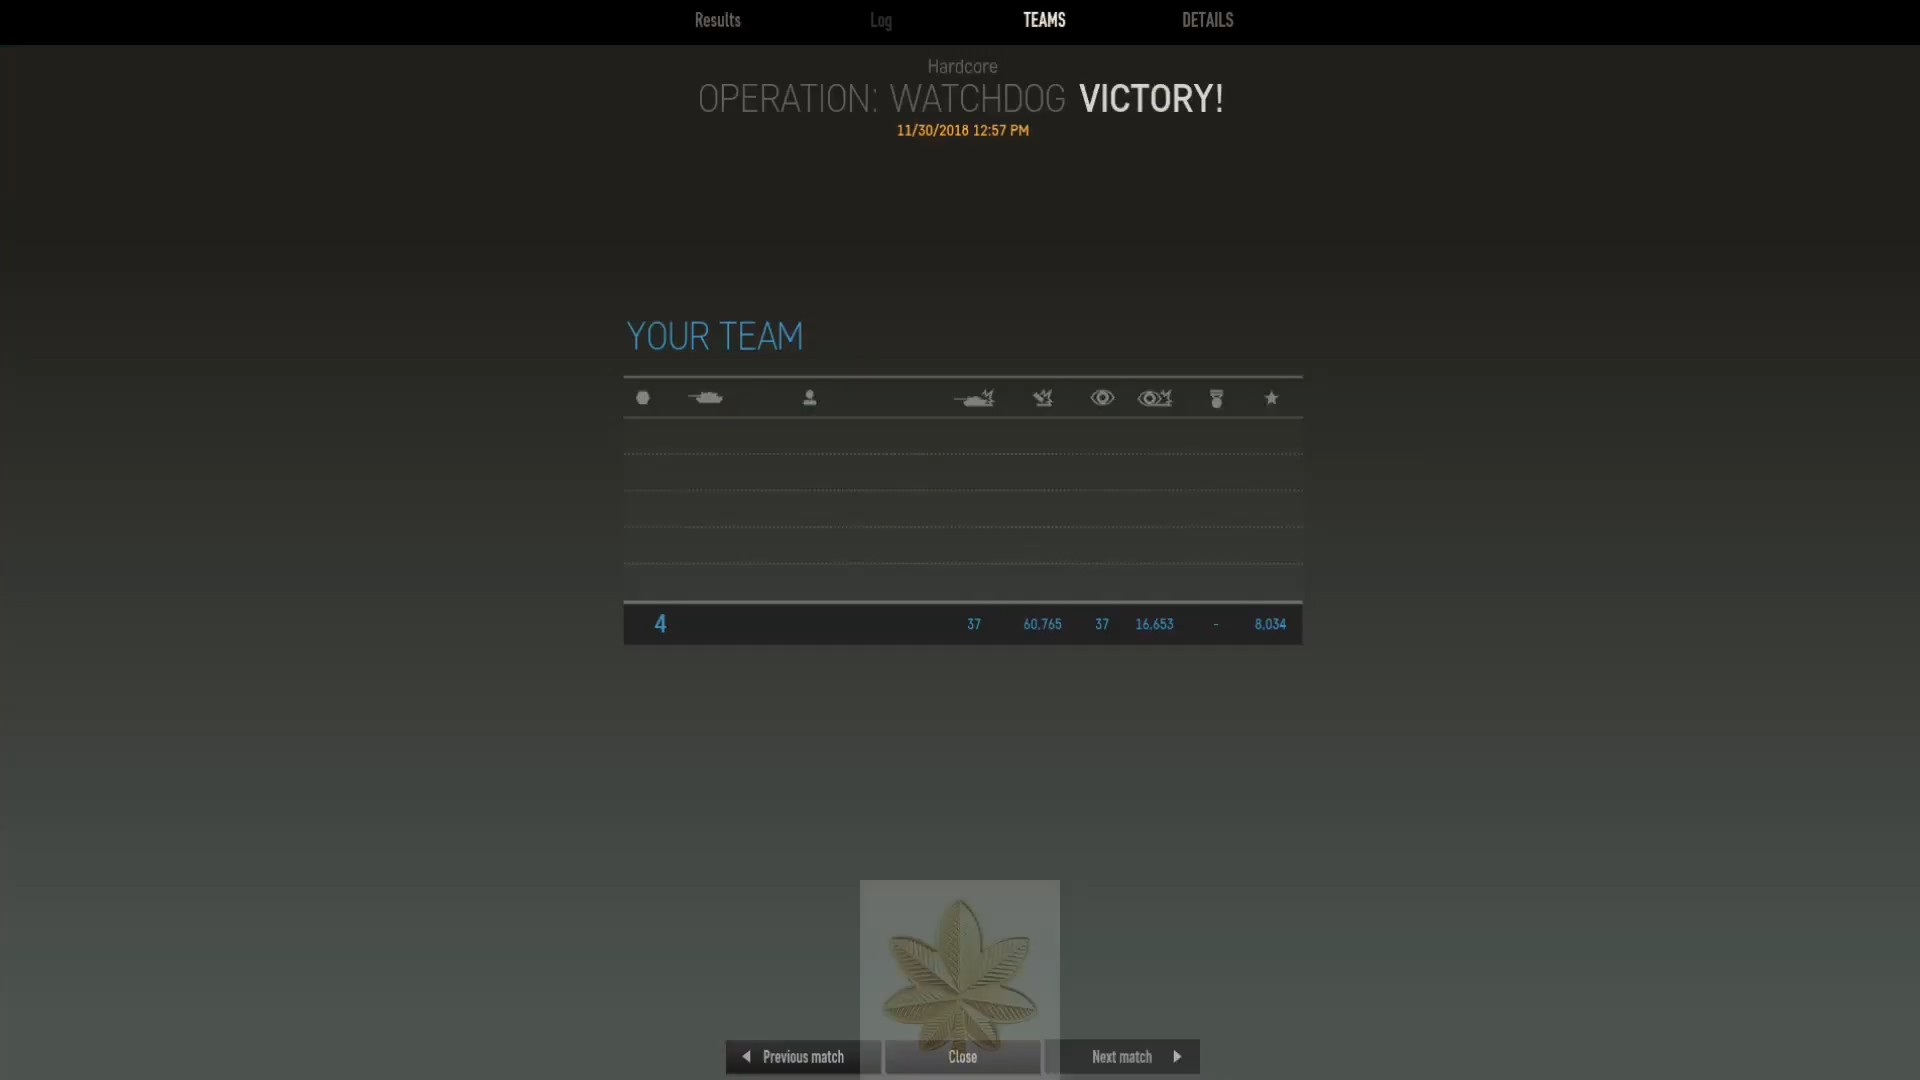 Results Log TEAMS DETAILS
Hardcore
OPERATION: WATCHDOG VICTORY!
11/30/2018 12:57 PM
YOUR TEAM
4 37 60,765 37 16,653 - 8,034
Previous match Close Next match